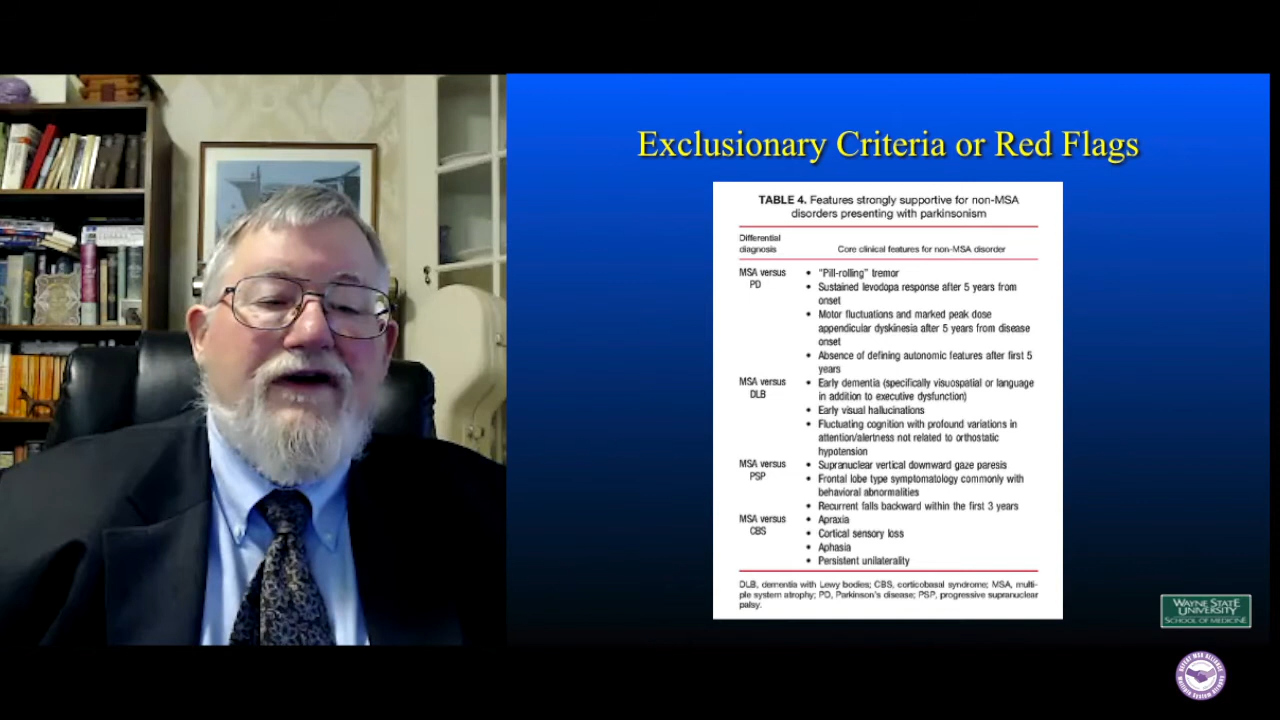 Exclusionary Criteria or Red Flags
TABLE 4. Features strongly supportive for non-MSA
disorders presenting with parkinsonism
Differential
diagnosis
Core clinical features for non-MSA disorder
MSA versus
PD
• “Pill-rolling” tremor
• Sustained levodopa response after 5 years from
onset
• Motor fluctuations and marked peak dose
appendicular dyskinesia after 5 years from disease
onset
• Absence of defining autonomic features after first 5
years
MSA versus
DLB
• Early dementia (specifically visuospatial or language
in addition to executive dysfunction)
• Early visual hallucinations
• Fluctuating cognition with profound variations in
attention/alertness not related to orthostatic
hypotension
MSA versus
PSP
• Supranuclear vertical downward gaze paresis
• Frontal lobe type symptomatology commonly with
behavioral abnormalities
• Recurrent falls backward within the first 3 years
MSA versus
CBS
• Apraxia
• Cortical sensory loss
• Aphasia
• Persistent unilaterality
DLB, dementia with Lewy bodies; CBS, corticobasal syndrome; MSA, multi-
ple system atrophy; PD, Parkinson's disease; PSP, progressive supranuclear
palsy.
WAYNE STATE
UNIVERSITY
SCHOOL OF MEDICINE
DEFEAT MSA ALLIANCE
Multiple System Atrophy